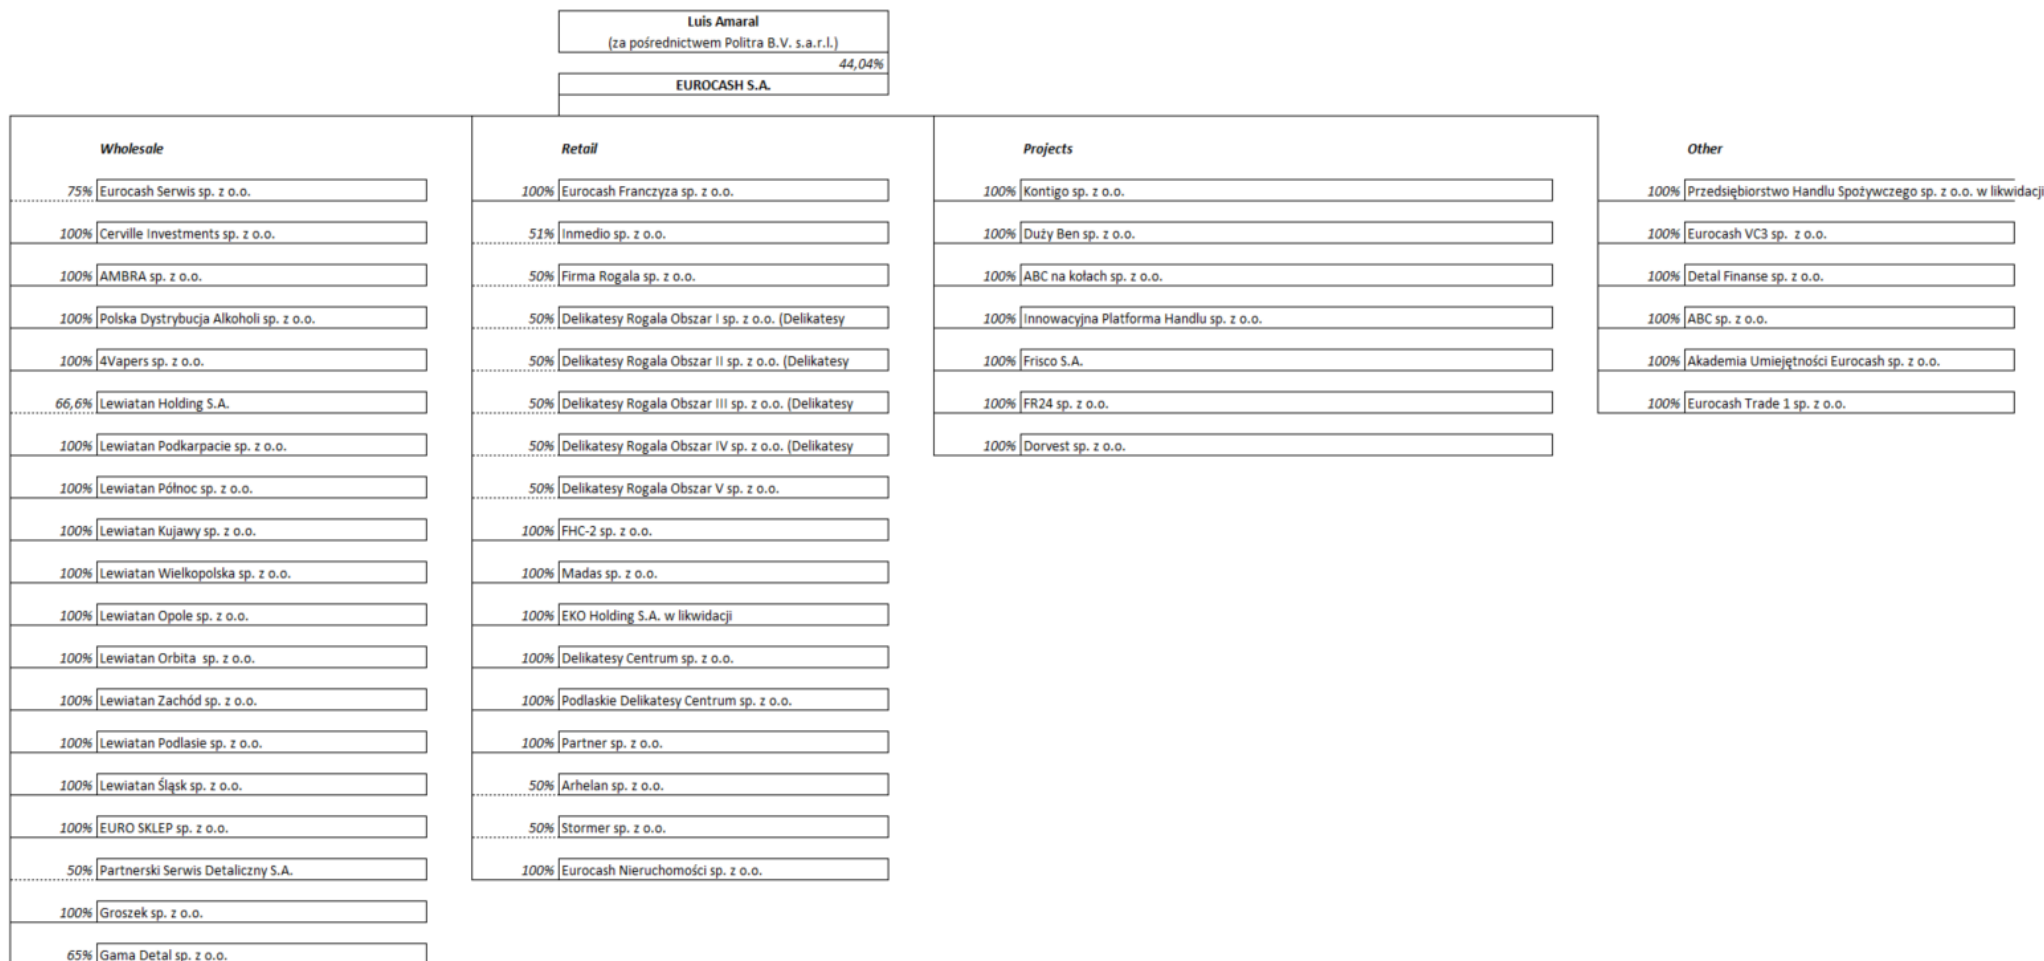 Luis Amaral
(za pośrednictwem Politra B.V. s.a.r.l.)
44,04%
EUROCASH S.A.
Wholesale
75% Eurocash Serwis sp. z o.o.
100% Cerville Investments sp. z o.o.
100% AMBRA sp. z o.o.
100% Polska Dystrybucja Alkoholi sp. z o.o.
100% 4Vapers sp. z o.o.
66,6% Lewiatan Holding S.A.
100% Lewiatan Podkarpacie sp. z o.o.
100% Lewiatan Północ sp. z o.o.
100% Lewiatan Kujawy sp. z o.o.
100% Lewiatan Wielkopolska sp. z o.o.
100% Lewiatan Opole sp. z o.o.
100% Lewiatan Orbita sp. z o.o.
100% Lewiatan Zachód sp. z o.o.
100% Lewiatan Podlasie sp. z o.o.
100% Lewiatan Śląsk sp. z o.o.
100% EURO SKLEP sp. z o.o.
50% Partnerski Serwis Detaliczny S.A.
100% Groszek sp. z o.o.
65% Gama Detal sp. z o.o.
Retail
100% Eurocash Franczyza sp. z o.o.
51% Inmedio sp. z o.o.
50% Firma Rogala sp. z o.o.
50% Delikatesy Rogala Obszar I sp. z o.o. (Delikatesy
50% Delikatesy Rogala Obszar II sp. z o.o. (Delikatesy
50% Delikatesy Rogala Obszar III sp. z o.o. (Delikatesy
50% Delikatesy Rogala Obszar IV sp. z o.o. (Delikatesy
50% Delikatesy Rogala Obszar V sp. z o.o.
100% FHC-2 sp. z o.o.
100% Madas sp. z o.o.
100% EKO Holding S.A. w likwidacji
100% Delikatesy Centrum sp. z o.o.
100% Podlaskie Delikatesy Centrum sp. z o.o.
100% Partner sp. z o.o.
50% Arhelan sp. z o.o.
50% Stormer sp. z o.o.
100% Eurocash Nieruchomości sp. z o.o.
Projects
100% Kontigo sp. z o.o.
100% Duży Ben sp. z o.o.
100% ABC na kołach sp. z o.o.
100% Innowacyjna Platforma Handlu sp. z o.o.
100% Frisco S.A.
100% FR24 sp. z o.o.
100% Dorvest sp. z o.o.
Other
100% Przedsiębiorstwo Handlu Spożywczego sp. z o.o. w likwidacji
100% Eurocash VC3 sp. z o.o.
100% Detal Finanse sp. z o.o.
100% ABC sp. z o.o.
100% Akademia Umiejętności Eurocash sp. z o.o.
100% Eurocash Trade 1 sp. z o.o.